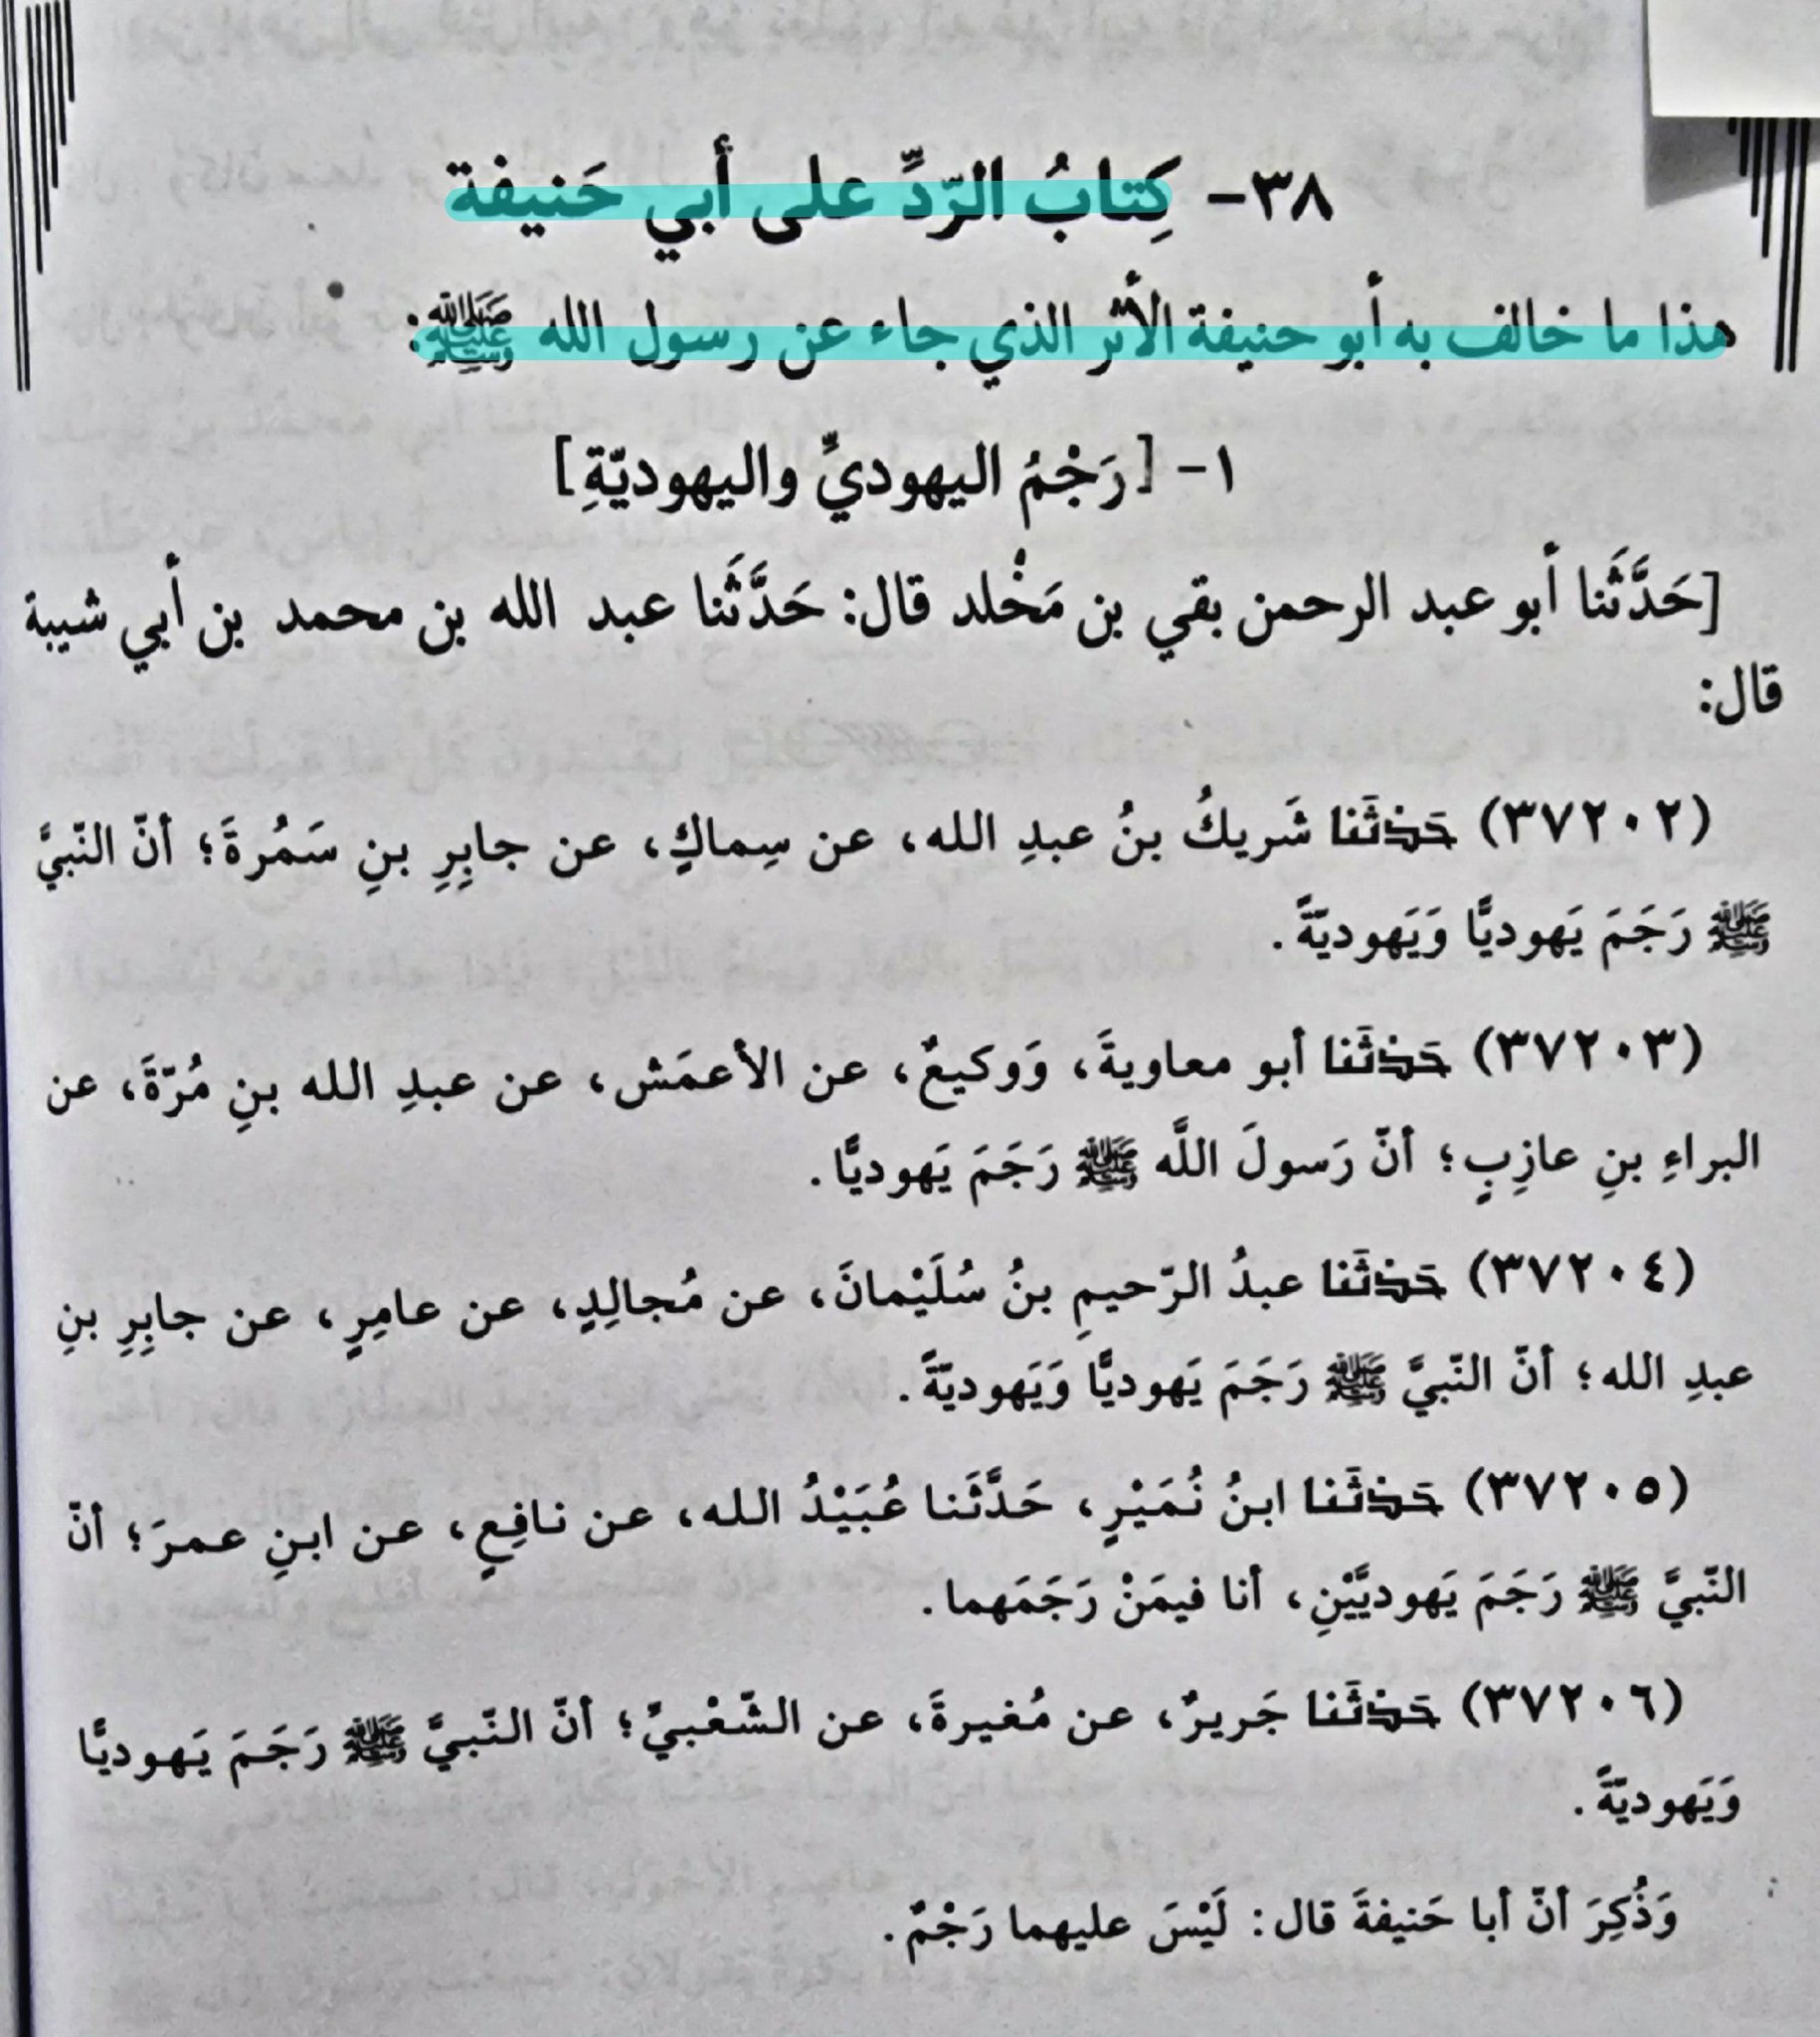 ٣٨- كِتابُ الرّدِّ على أبي حَنيفة
هذا ما خالف به أبو حنيفة الأثر الذي جاء عن رسول الله ﷺ:
١- [رَجْمُ اليهوديِّ واليهوديّةِ]
[حَدَّثَنا أبو عبد الرحمن بقي بن مَخْلد قال: حَدَّثَنا عبد الله بن محمد بن أبي شيبة
قال:
(٣٧٢٠٢) حَدثَنا شَريكُ بنُ عبدِ الله، عن سِماكٍ، عن جابِرِ بنِ سَمُرةَ؛ أنّ النّبيَّ
ﷺ رَجَمَ يَهوديًّا وَيَهوديّةً.
(٣٧٢٠٣) حَدثَنا أبو معاويةَ، وَوكيعٌ، عن الأعمَش، عن عبدِ الله بنِ مُرّةَ، عن
البراءِ بنِ عازِبٍ؛ أنّ رَسولَ اللَّه ﷺ رَجَمَ يَهوديًّا.
(٣٧٢٠٤) حَدثَنا عبدُ الرّحيمِ بنُ سُلَيْمانَ، عن مُجالِدٍ، عن عامِرٍ، عن جابِرِ بنِ
عبدِ الله؛ أنّ النّبيَّ ﷺ رَجَمَ يَهوديًّا وَيَهوديّةً.
(٣٧٢٠٥) حَدثَنا ابنُ نُمَيْرٍ، حَدَّثَنا عُبَيْدُ الله، عن نافِعٍ، عن ابنِ عمرَ؛ أنّ
النّبيَّ ﷺ رَجَمَ يَهوديَّيْنِ، أنا فيمَنْ رَجَمَهما.
(٣٧٢٠٦) حَدثَنا جَريرٌ، عن مُغيرةَ، عن الشّعْبيِّ؛ أنّ النّبيَّ ﷺ رَجَمَ يَهوديًّا
وَيَهوديّةً.
وَذُكِرَ أنّ أبا حَنيفةَ قال: لَيْسَ عليهما رَجْمٌ.